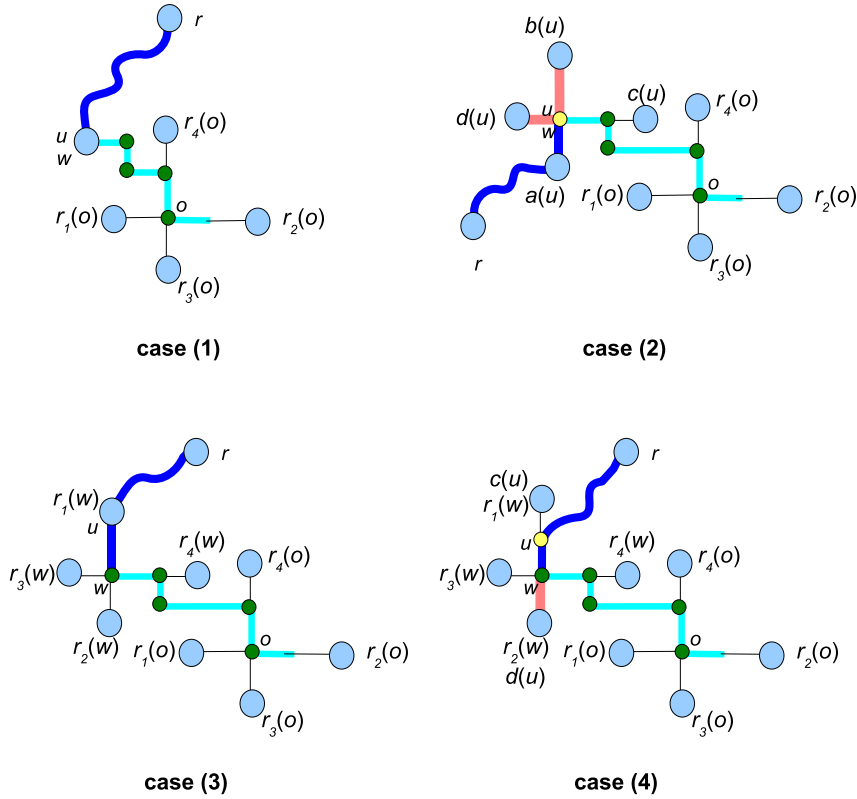 r
u
w
r4(o)
r1(o)
o
r2(o)
r3(o)
case (1)
b(u)
d(u)
u
w
c(u)
r4(o)
a(u)
r1(o)
o
r2(o)
r
r3(o)
case (2)
r
r1(w)
u
r4(w)
r3(w)
w
r4(o)
r2(w)
r1(o)
o
r2(o)
r3(o)
case (3)
r
c(u)
r1(w)
u
r4(w)
r3(w)
w
r4(o)
r2(w)
d(u)
r1(o)
o
r2(o)
r3(o)
case (4)